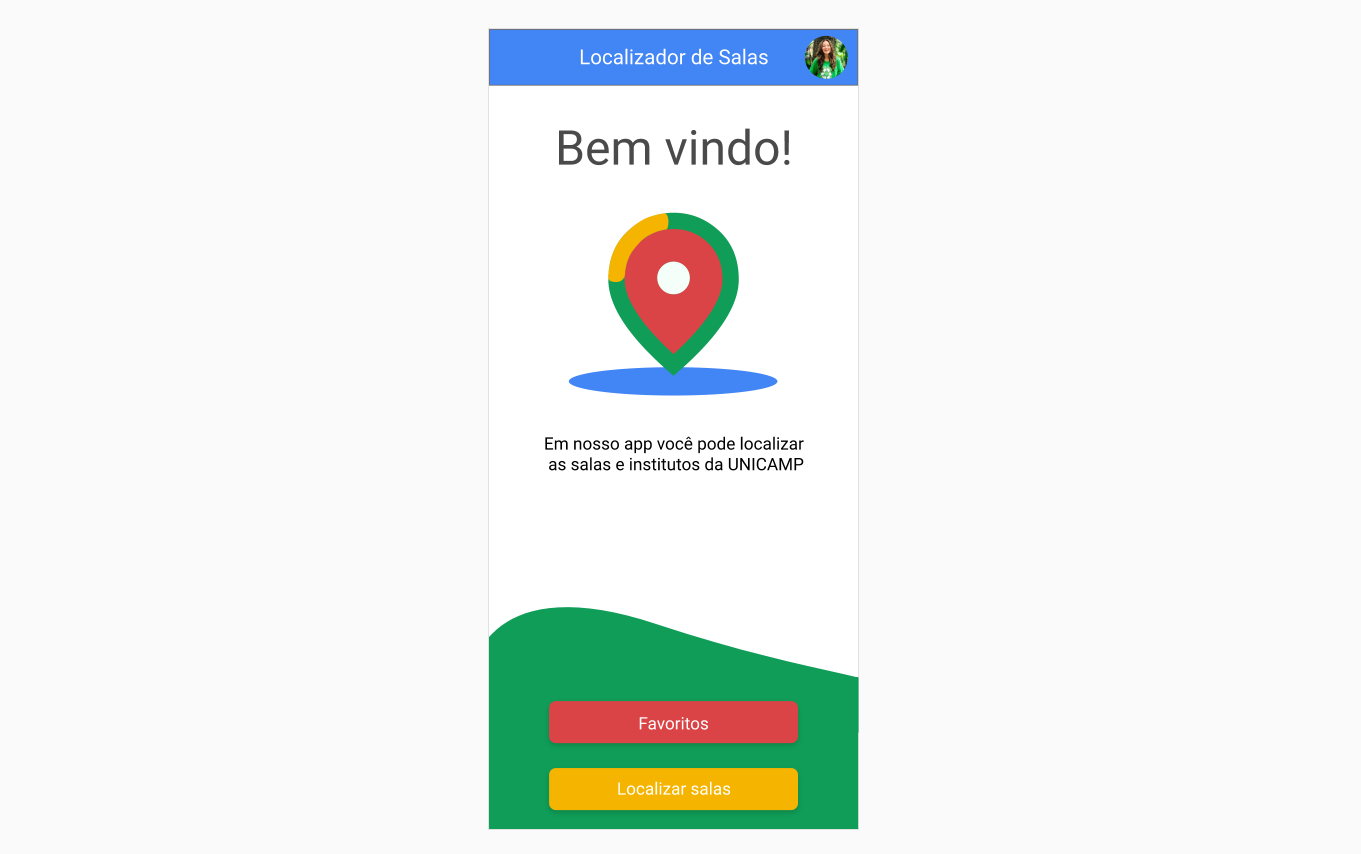 Localizador de Salas
Bem vindo!
Em nosso app você pode localizar
as salas e institutos da UNICAMP
Favoritos
Localizar salas